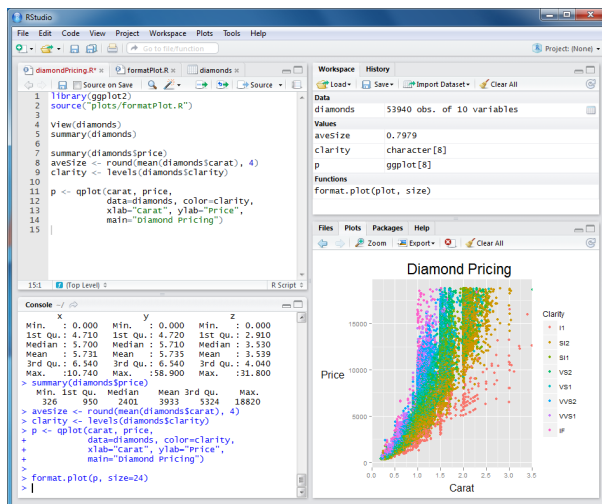 RStudio
File Edit Code View Project Workspace Plots Tools Help
Go to file/function
Project: (None)
diamondPricing.R* formatPlot.R diamonds
Source on Save Source
1 library(ggplot2)
2 source("plots/formatPlot.R")
3
4 View(diamonds)
5 summary(diamonds)
6
7 summary(diamonds$price)
8 aveSize <- round(mean(diamonds$carat), 4)
9 clarity <- levels(diamonds$clarity)
10
11 p <- qplot(carat, price,
12 data=diamonds, color=clarity,
13 xlab="Carat", ylab="Price",
14 main="Diamond Pricing")
15
15:1 (Top Level) R Script
Console ~/
x y z
Min. : 0.000 Min. : 0.000 Min. : 0.000
1st Qu.: 4.710 1st Qu.: 4.720 1st Qu.: 2.910
Median : 5.700 Median : 5.710 Median : 3.530
Mean : 5.731 Mean : 5.735 Mean : 3.539
3rd Qu.: 6.540 3rd Qu.: 6.540 3rd Qu.: 4.040
Max. :10.740 Max. :58.900 Max. :31.800
> summary(diamonds$price)
Min. 1st Qu. Median Mean 3rd Qu. Max.
326 950 2401 3933 5324 18820
> aveSize <- round(mean(diamonds$carat), 4)
> clarity <- levels(diamonds$clarity)
> p <- qplot(carat, price,
+ data=diamonds, color=clarity,
+ xlab="Carat", ylab="Price",
+ main="Diamond Pricing")
>
> format.plot(p, size=24)
>
Workspace History
Load Save Import Dataset Clear All
Data
diamonds 53940 obs. of 10 variables
Values
aveSize 0.7979
clarity character[8]
p ggplot[8]
Functions
format.plot(plot, size)
Files Plots Packages Help
Zoom Export Clear All
Diamond Pricing
Price
15000
10000
5000
0
0.0 0.5 1.0 1.5 2.0 2.5 3.0 3.5
Carat
Clarity
I1
SI2
SI1
VS2
VS1
VVS2
VVS1
IF